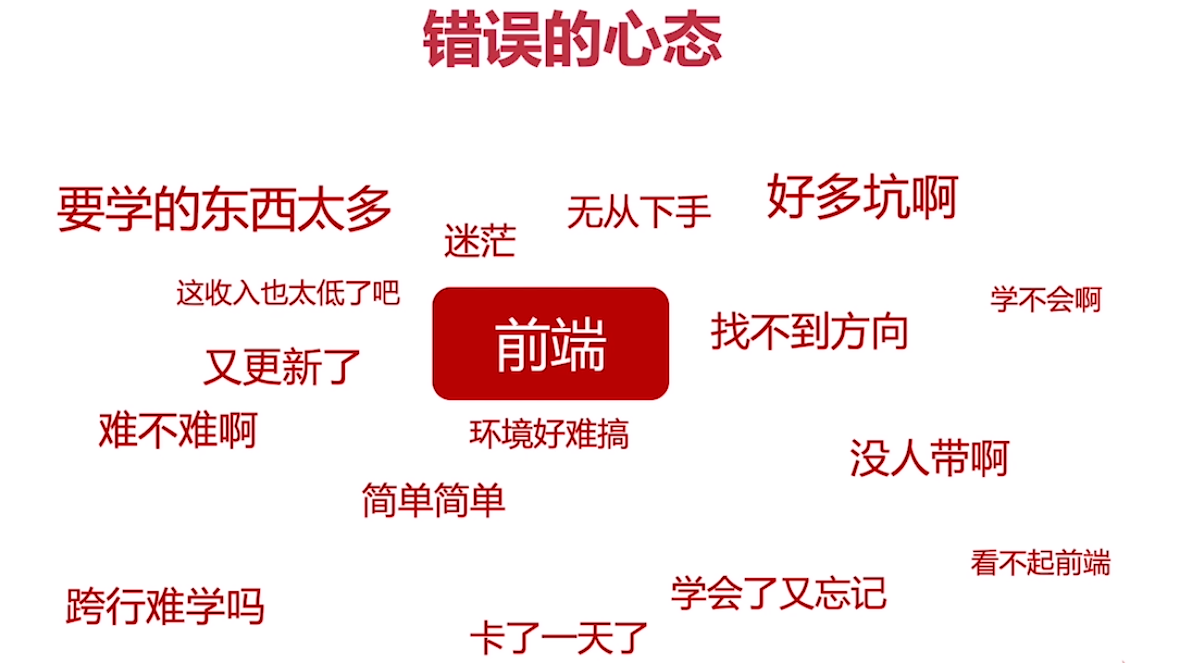 错误的心态
要学的东西太多
迷茫
无从下手
好多坑啊
这收入也太低了吧
学不会啊
前端
找不到方向
又更新了
难不难啊
环境好难搞
没人带啊
简单简单
看不起前端
跨行难学吗
学会了又忘记
卡了一天了